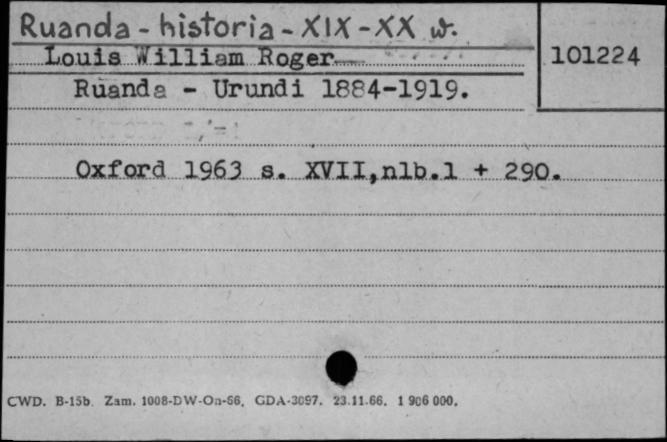 Ruanda - historia - XIX - XX w.
Louis William Roger
101224
Ruanda - Urundi 1884-1919.
Oxford 1963 s. XVII,nlb.1 + 290.
CWD. B-15b. Zam. 1008-DW-On-66. GDA-3097. 23.11.66. 1 906 000.